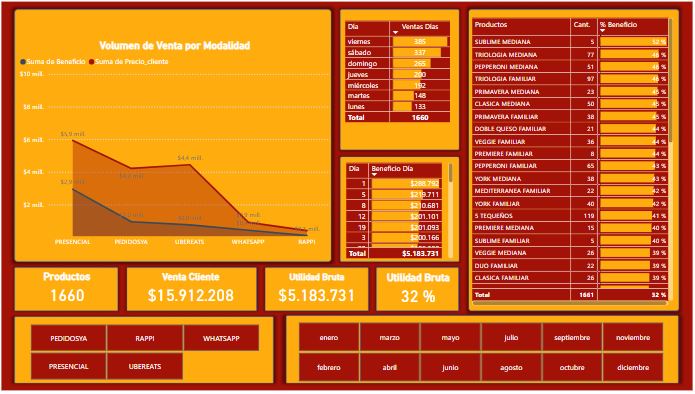 Volumen de Venta por Modalidad
Suma de Beneficio Suma de Precio_cliente
$10 mill.
$8 mill.
$6 mill.
$4 mill.
$2 mill.
$5,9 mill.
$4,4 mill.
PRESENCIAL PEDIDOSYA UBEREATS WHATSAPP RAPPI
Día Ventas Días
viernes 385
sábado 337
domingo 265
jueves 200
miércoles 192
martes 148
lunes 133
Total 1660
Día Beneficio Día
1 $288.792
5 $219.711
8 $210.681
12 $201.101
19 $201.093
3 $200.166
Total $5.183.731
Productos Cant. % Beneficio
SUBLIME MEDIANA 5 52 %
TRIOLOGIA MEDIANA 77 48 %
PEPPERONI MEDIANA 51 46 %
TRIOLOGIA FAMILIAR 97 46 %
PRIMAVERA MEDIANA 23 45 %
CLASICA MEDIANA 50 45 %
PRIMAVERA FAMILIAR 38 45 %
DOBLE QUESO FAMILIAR 21 44 %
VEGGIE FAMILIAR 36 44 %
PREMIERE FAMILIAR 8 44 %
PEPPERONI FAMILIAR 65 43 %
YORK MEDIANA 38 43 %
MEDITERRANEA FAMILIAR 22 42 %
YORK FAMILIAR 40 42 %
5 TEQUEÑOS 119 41 %
PREMIERE MEDIANA 15 40 %
SUBLIME FAMILIAR 5 40 %
VEGGIE MEDIANA 26 39 %
DUO FAMILIAR 22 39 %
CLASICA FAMILIAR 26 39 %
Total 1661 32 %
Productos
1660
Venta Cliente
$15.912.208
Utilidad Bruta
$5.183.731
Utilidad Bruta
32 %
PEDIDOSYA RAPPI WHATSAPP
PRESENCIAL UBEREATS
enero marzo mayo julio septiembre noviembre
febrero abril junio agosto octubre diciembre